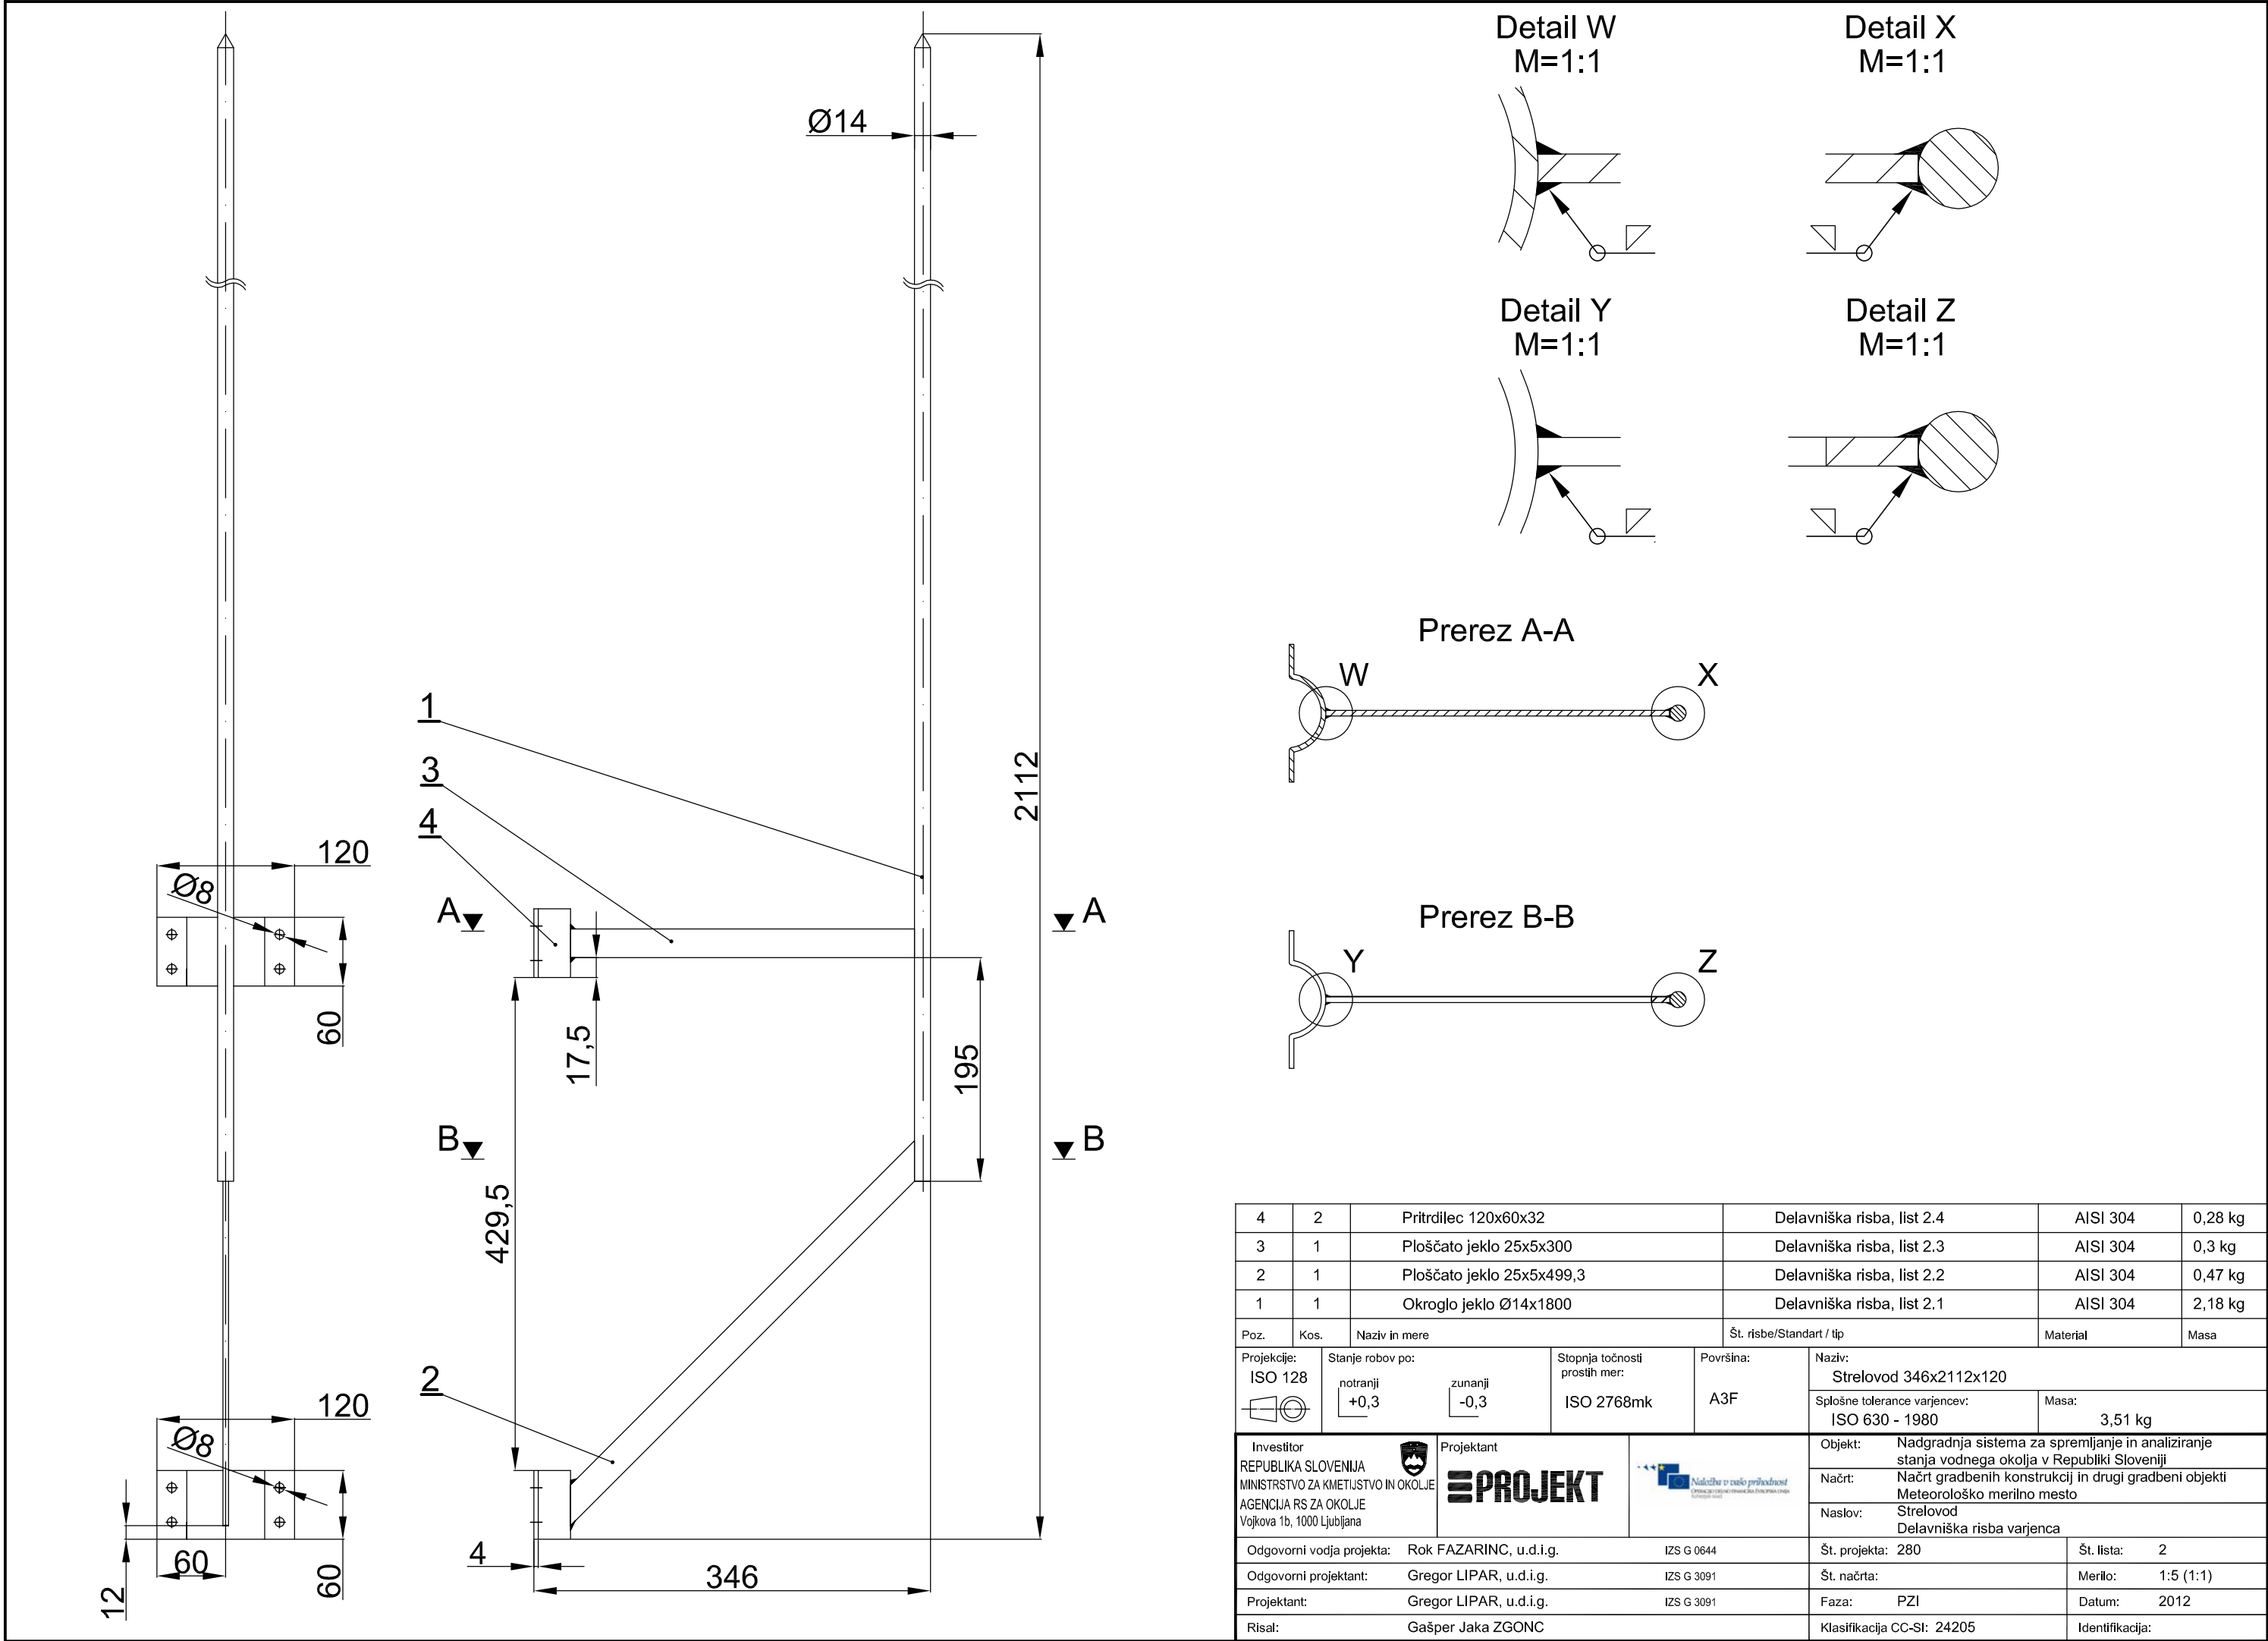 Detail W
M=1:1
Detail X
M=1:1
Ø14
Detail Y
M=1:1
Detail Z
M=1:1
Prerez A-A
W
X
1
3
4
2112
120
Ø8
A
A
60
17,5
195
Prerez B-B
Y
Z
B
B
429,5
2
120
Ø8
60
12
60
4
346
4 2 Pritrdilec 120x60x32 Delavniška risba, list 2.4 AISI 304 0,28 kg
3 1 Ploščato jeklo 25x5x300 Delavniška risba, list 2.3 AISI 304 0,3 kg
2 1 Ploščato jeklo 25x5x499,3 Delavniška risba, list 2.2 AISI 304 0,47 kg
1 1 Okroglo jeklo Ø14x1800 Delavniška risba, list 2.1 AISI 304 2,18 kg
Poz. Kos. Naziv in mere Št. risbe/Standart / tip Material Masa
Projekcije:
ISO 128
Stanje robov po:
notranji
+0,3
zunanji
-0,3
Stopnja točnosti
prostih mer:
ISO 2768mk
Površina:
A3F
Naziv:
Strelovod 346x2112x120
Splošne tolerance varjencev:
ISO 630 - 1980
Masa:
3,51 kg
Investitor
REPUBLIKA SLOVENIJA
MINISTRSTVO ZA KMETIJSTVO IN OKOLJE
AGENCIJA RS ZA OKOLJE
Vojkova 1b, 1000 Ljubljana
Projektant
PROJEKT
Naložba v vašo prihodnost
Objekt: Nadgradnja sistema za spremljanje in analiziranje
stanja vodnega okolja v Republiki Sloveniji
Načrt: Načrt gradbenih konstrukcij in drugi gradbeni objekti
Meteorološko merilno mesto
Naslov: Strelovod
Delavniška risba varjenca
Odgovorni vodja projekta: Rok FAZARINC, u.d.i.g. IZS G 0644
Št. projekta: 280 Št. lista: 2
Odgovorni projektant: Gregor LIPAR, u.d.i.g. IZS G 3091
Št. načrta: Merilo: 1:5 (1:1)
Projektant: Gregor LIPAR, u.d.i.g. IZS G 3091
Faza: PZI Datum: 2012
Risal: Gašper Jaka ZGONC
Klasifikacija CC-SI: 24205 Identifikacija: